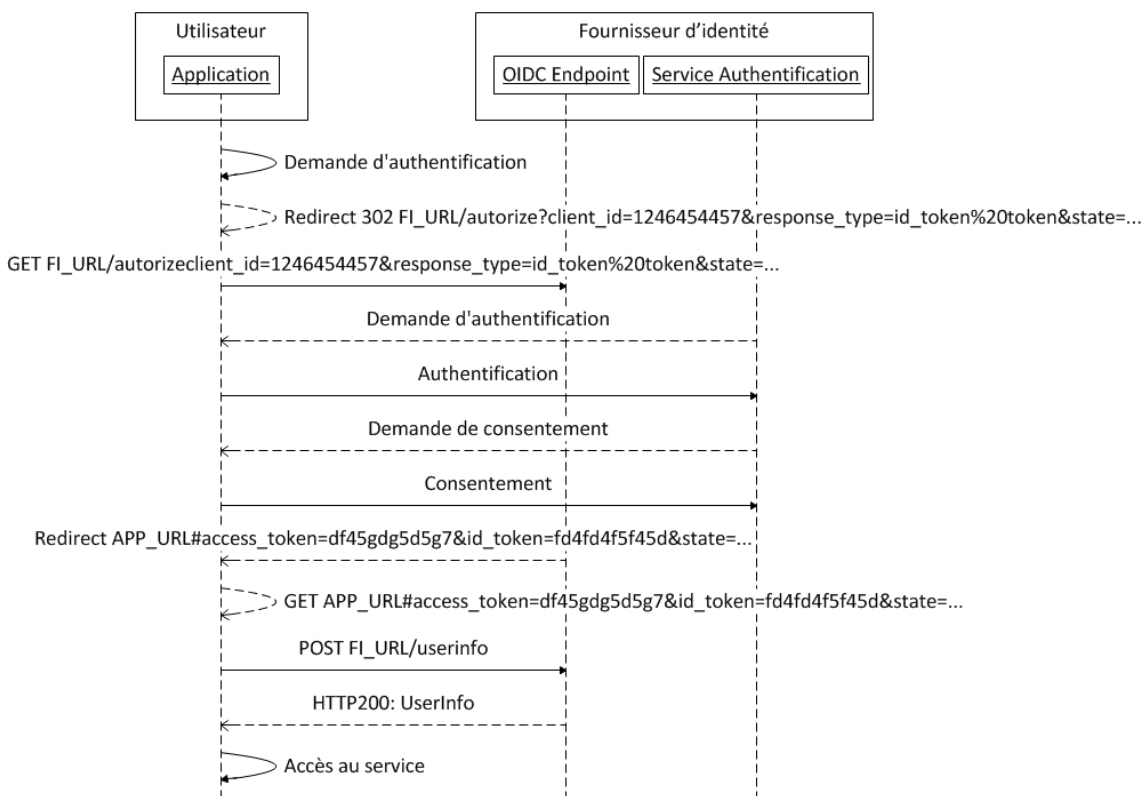 Utilisateur
Fournisseur d’identité
Application
OIDC Endpoint
Service Authentification
Demande d'authentification
Redirect 302 FI_URL/autorize?client_id=1246454457&response_type=id_token%20token&state=...
GET FI_URL/autorizeclient_id=1246454457&response_type=id_token%20token&state=...
Demande d'authentification
Authentification
Demande de consentement
Consentement
Redirect APP_URL#access_token=df45gdg5d5g7&id_token=fd4fd4f5f45d&state=...
GET APP_URL#access_token=df45gdg5d5g7&id_token=fd4fd4f5f45d&state=...
POST FI_URL/userinfo
HTTP200: UserInfo
Accès au service